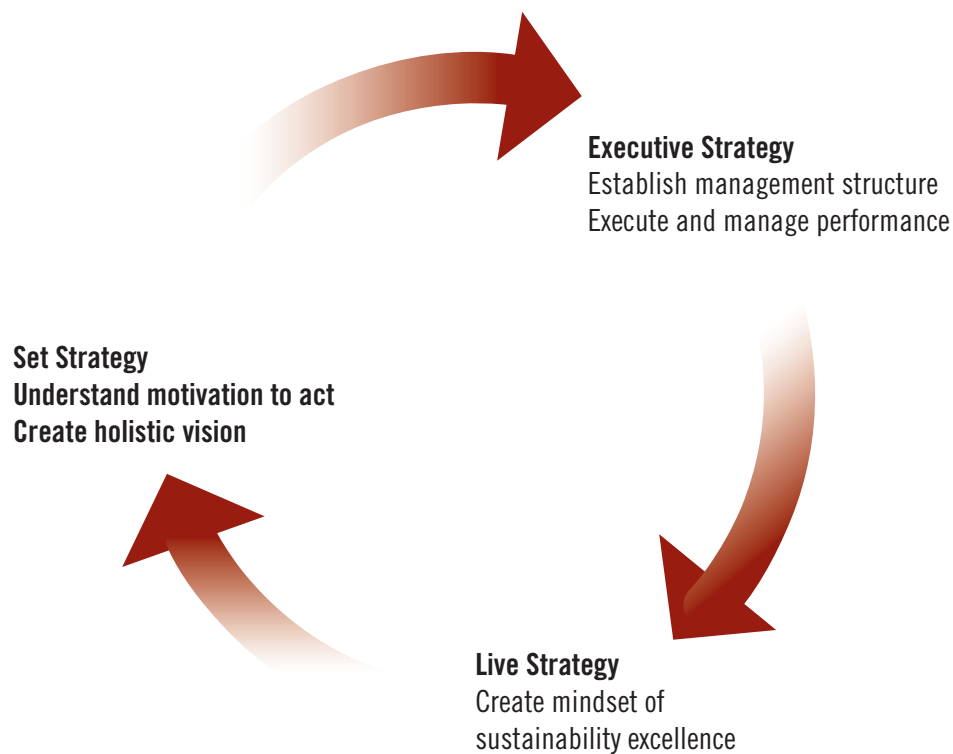 Executive Strategy
Establish management structure
Execute and manage performance
Set Strategy
Understand motivation to act
Create holistic vision
Live Strategy
Create mindset of
sustainability excellence